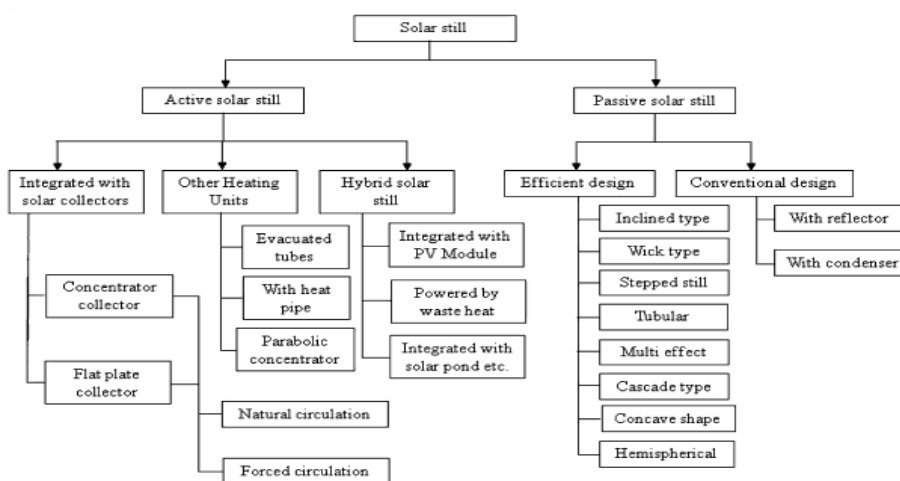 Solar still
Active solar still
Passive solar still
Integrated with
solar collectors
Other Heating
Units
Hybrid solar
still
Efficient design
Conventional design
Concentrator
collector
Flat plate
collector
Natural circulation
Forced circulation
Evacuated
tubes
With heat
pipe
Parabolic
concentrator
Integrated with
PV Module
Powered by
waste heat
Integrated with
solar pond etc.
Inclined type
Wick type
Stepped still
Tubular
Multi effect
Cascade type
Concave shape
Hemispherical
With reflector
With condenser